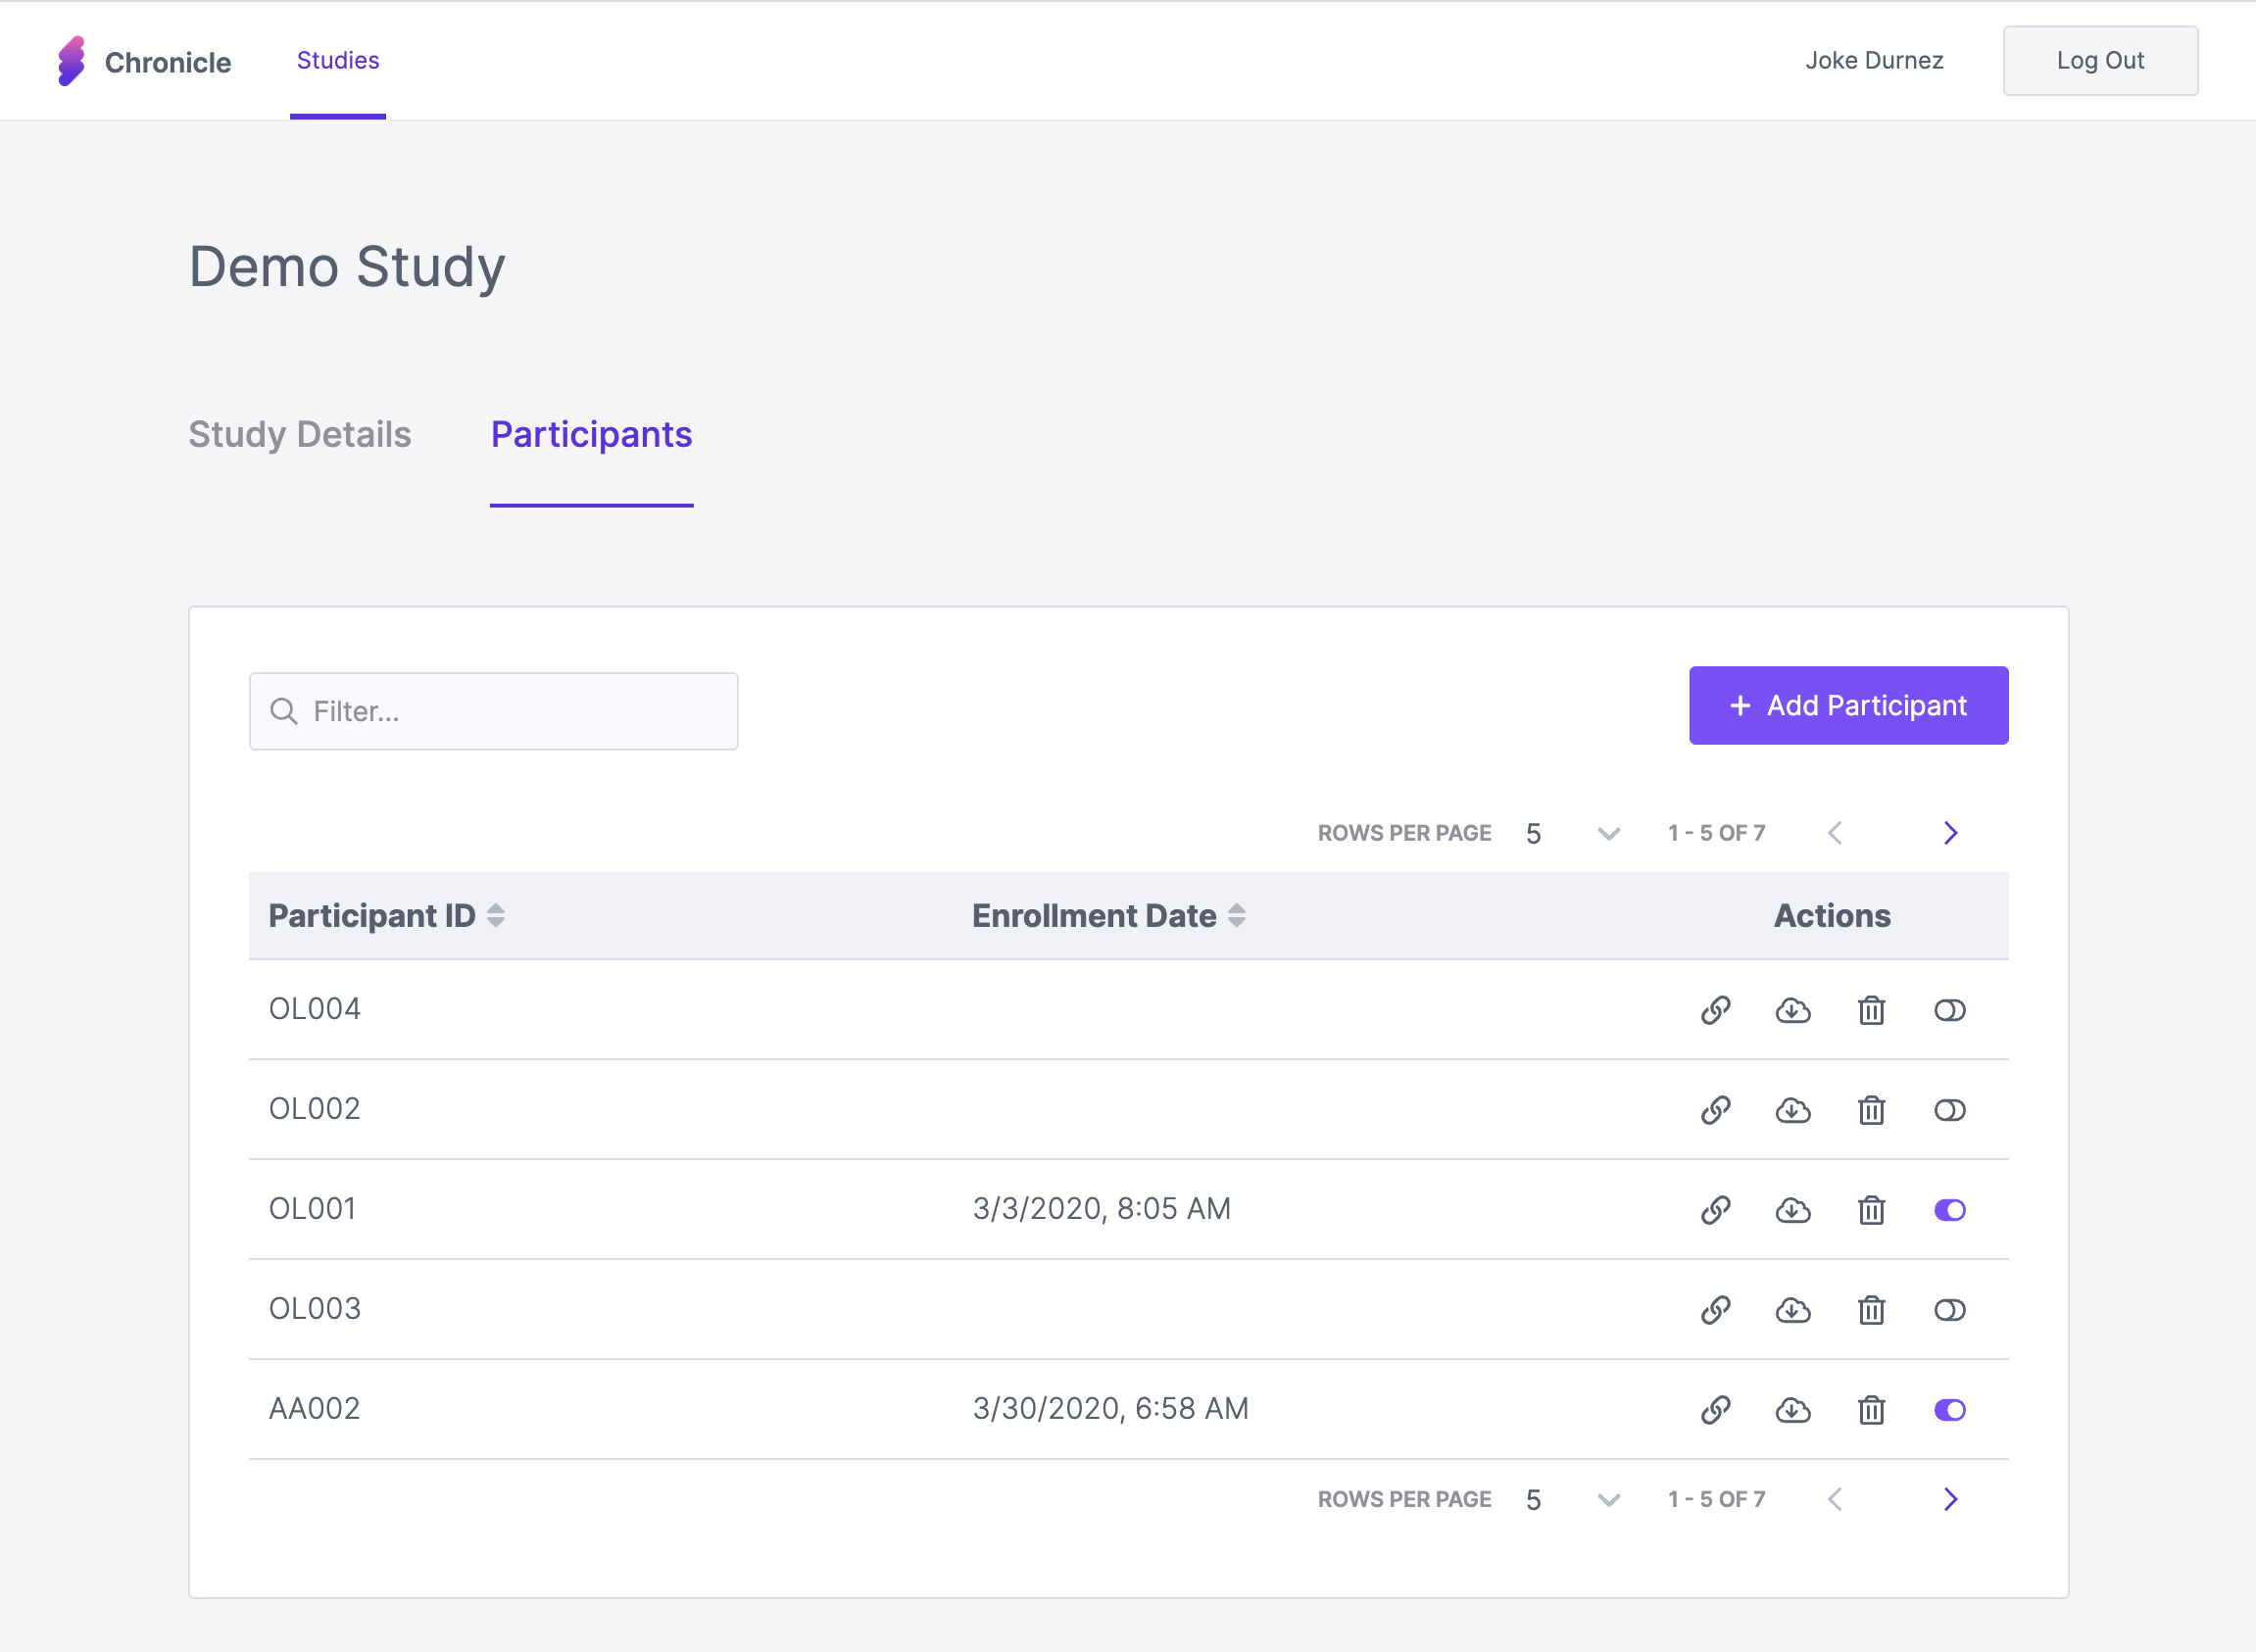 Chronicle Studies Joke Durnez Log Out
Demo Study
Study Details Participants
Filter... + Add Participant
ROWS PER PAGE 5 1 - 5 OF 7
Participant ID Enrollment Date Actions
OL004
OL002
OL001 3/3/2020, 8:05 AM
OL003
AA002 3/30/2020, 6:58 AM
ROWS PER PAGE 5 1 - 5 OF 7